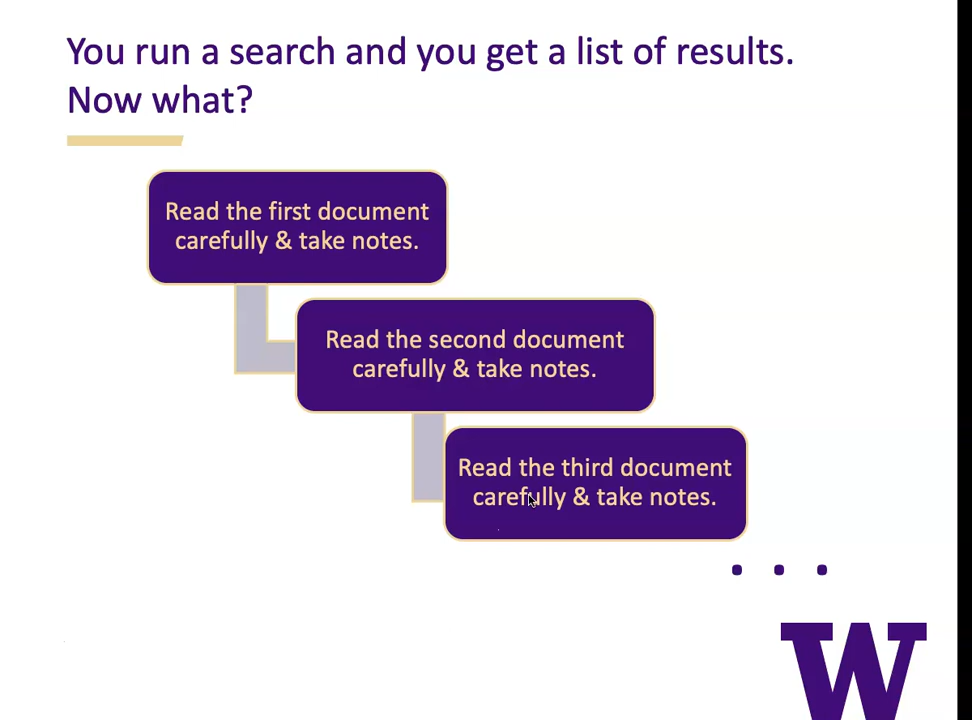 You run a search and you get a list of results.
Now what?
Read the first document
carefully & take notes.
Read the second document
carefully & take notes.
Read the third document
carefully & take notes.
. . .
W